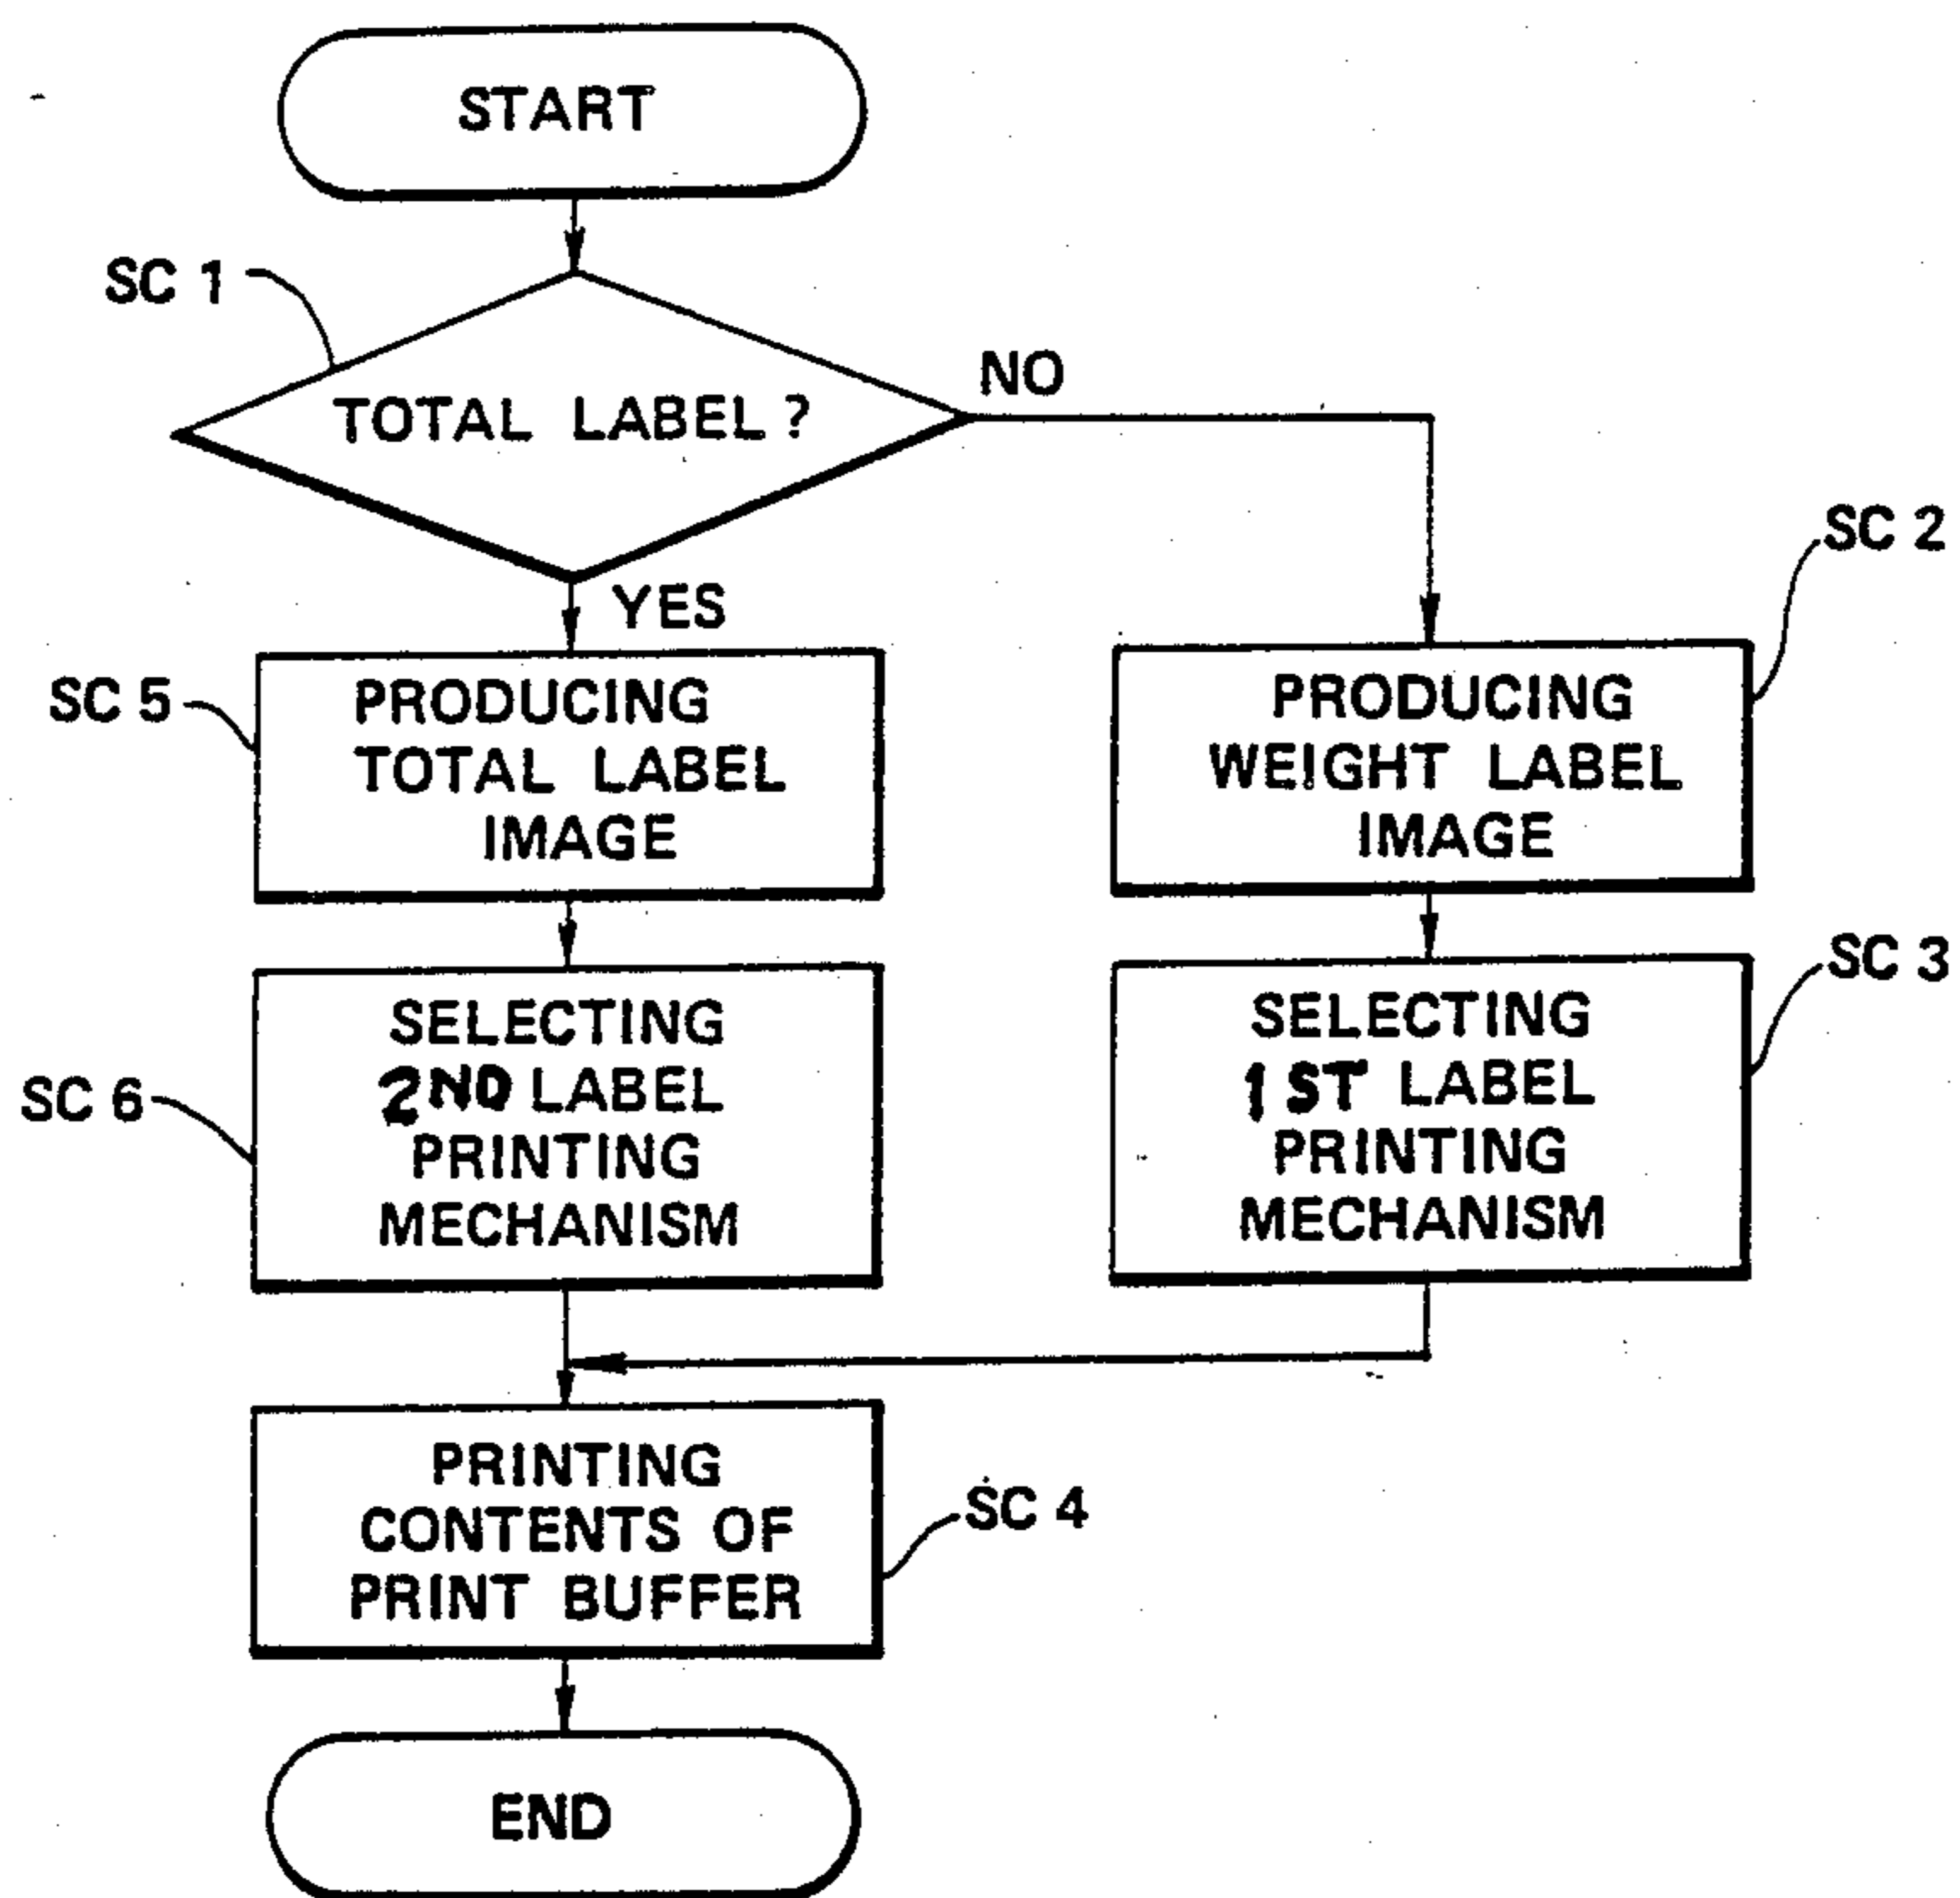 START
SC 1
TOTAL LABEL ?
NO
YES
SC 2
SC 5
PRODUCING
TOTAL LABEL
IMAGE
PRODUCING
WEIGHT LABEL
IMAGE
SC 3
SC 6
SELECTING
2ND LABEL
PRINTING
MECHANISM
SELECTING
1 ST LABEL
PRINTING
MECHANISM
PRINTING
CONTENTS OF
PRINT BUFFER
SC 4
END